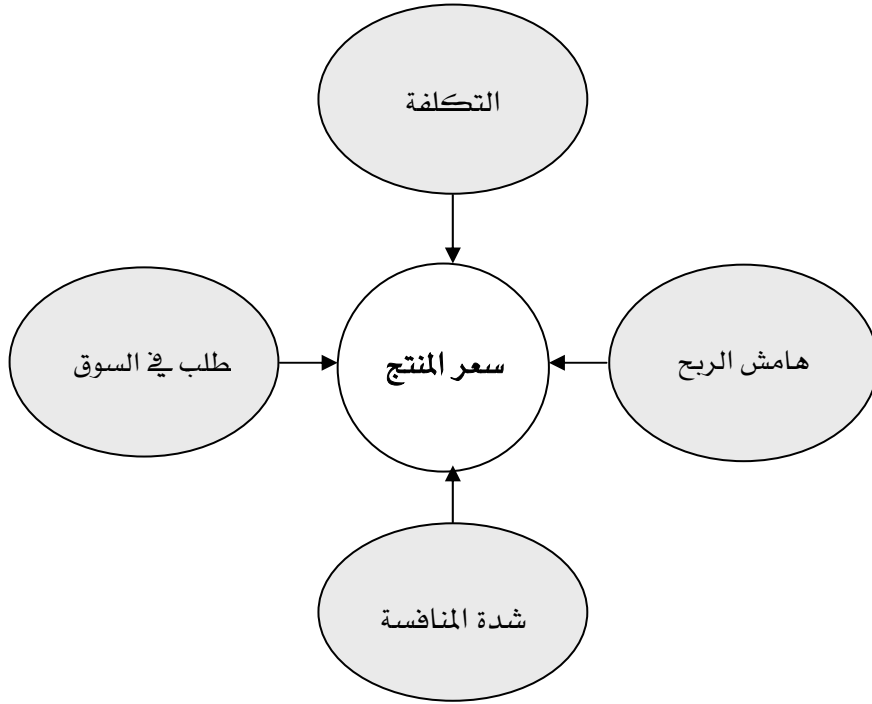 التكلفة
هامش الربح
سعر المنتج
طلب في السوق
شدة المنافسة